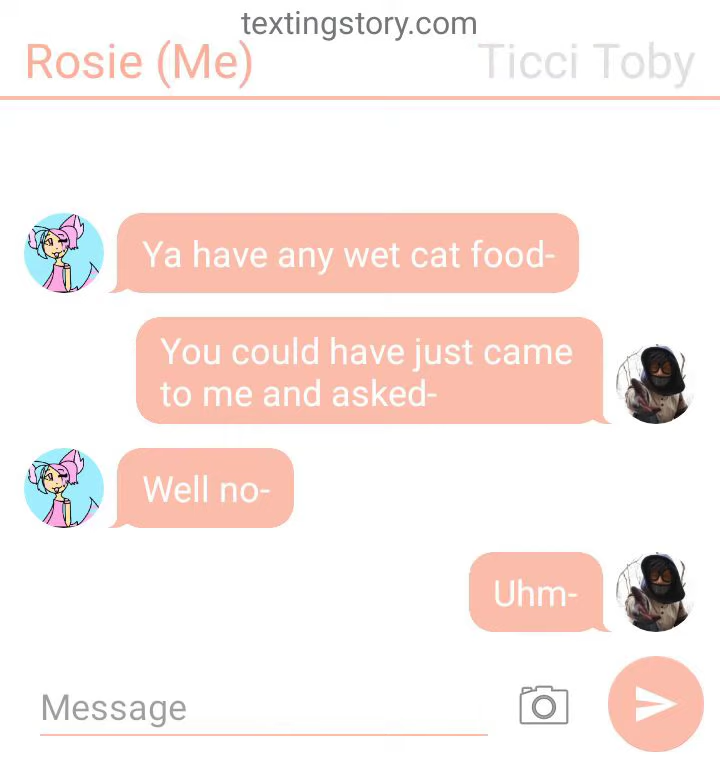 textingstory.com
Rosie (Me)
Ticci Toby
Ya have any wet cat food-
You could have just came
to me and asked-
Well no-
Uhm-
Message